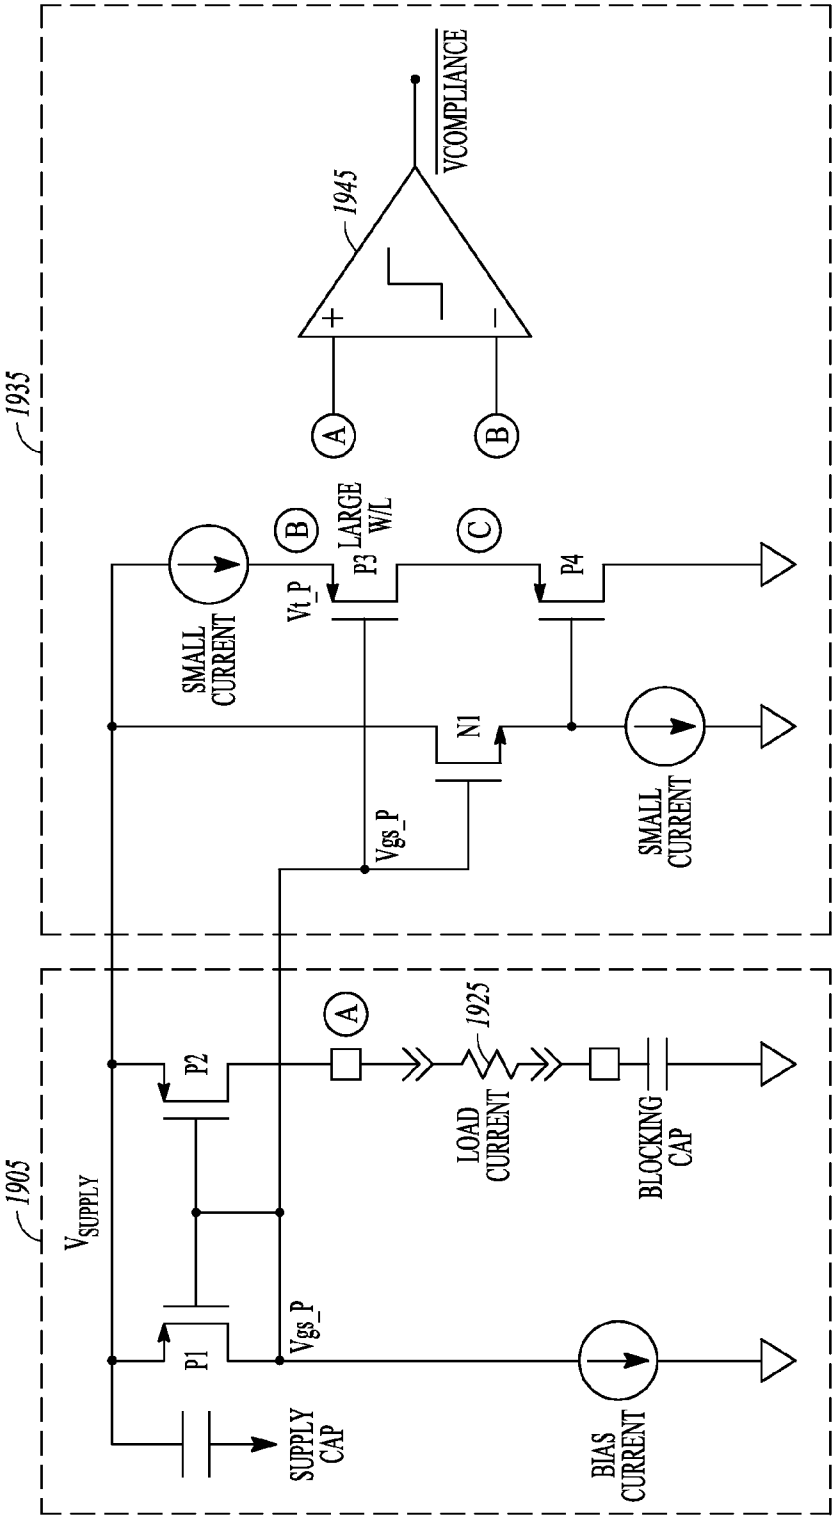 1905
1935
V SUPPLY
P1
P2
Vgs_P
SUPPLY
CAP
BIAS
CURRENT
A
1925
LOAD
CURRENT
BLOCKING
CAP
Vgs_P
N1
SMALL
CURRENT
SMALL
CURRENT
B
Vt_P
P3
LARGE
W/L
C
P4
A
B
+
−
1945
VCOMPLIANCE